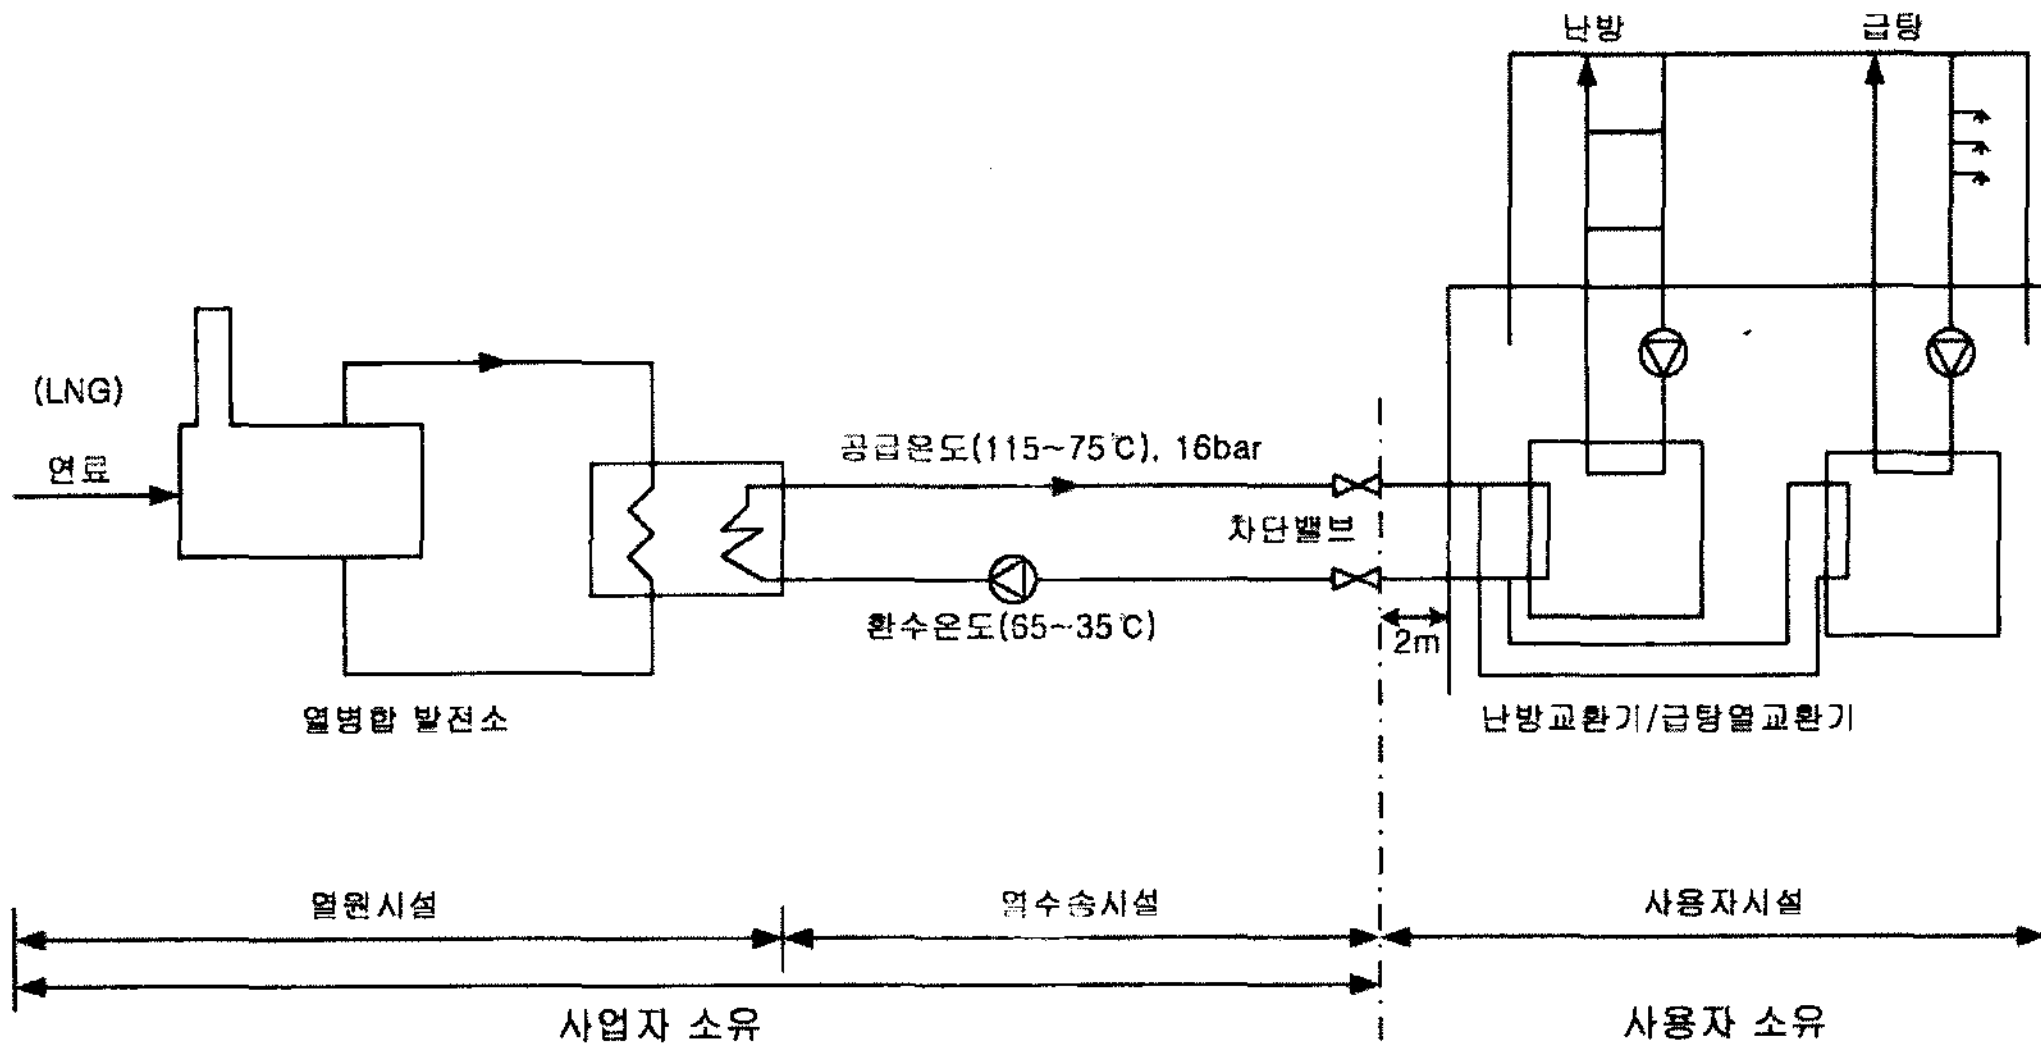 난방
급탕
(LNG)
연료
공급온도(115~75℃), 16bar
차단밸브
환수온도(65~35℃)
2m
열병합 발전소
난방교환기/급탕열교환기
열원시설
열수송시설
사용자시설
사업자 소유
사용자 소유